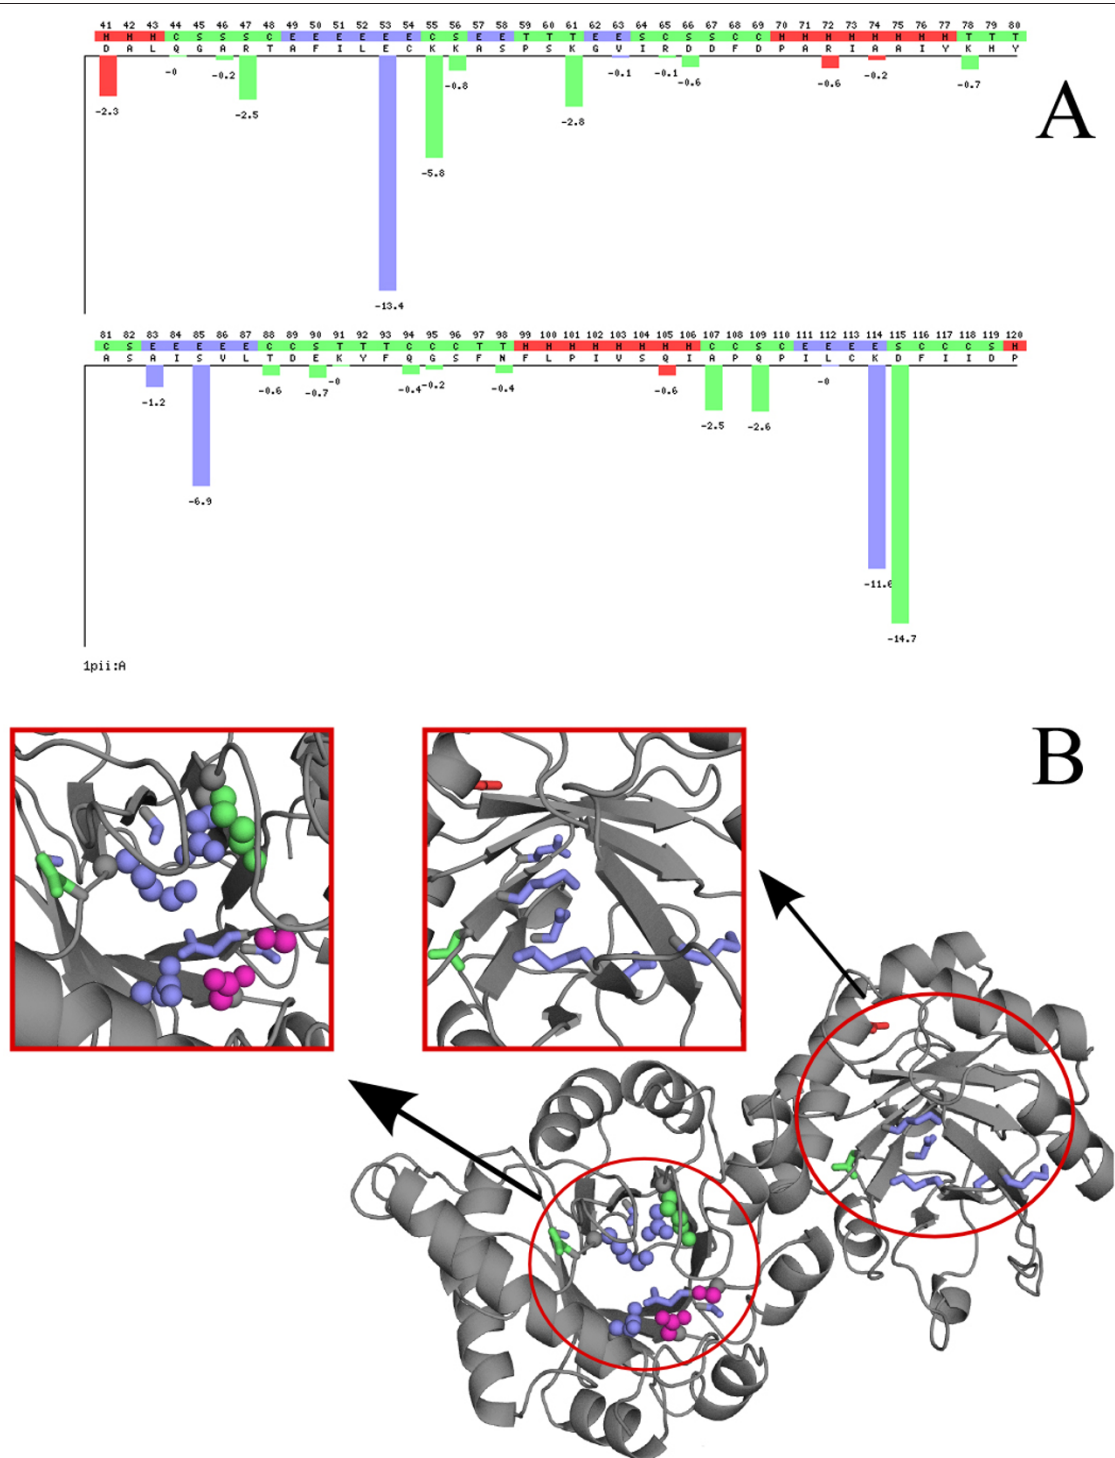 41 42 43 44 45 46 47 48 49 50 51 52 53 54 55 56 57 58 59 60 61 62 63 64 65 66 67 68 69 70 71 72 73 74 75 76 77 78 79 80
H H H C S S S C E E E E E E C S E E T T T E E S C S S C C H H H H H H H H T T T
D A L Q G A R T A F I L E C K K A S P S K G V I R D D F D P A R I A A I Y K H Y
-2.3 -0 -0.2 -2.5 -13.4 -5.8 -0.8 -2.8 -0.1 -0.1 -0.6 -0.6 -0.2 -0.7
A
81 82 83 84 85 86 87 88 89 90 91 92 93 94 95 96 97 98 99 100 101 102 103 104 105 106 107 108 109 110 111 112 113 114 115 116 117 118 119 120
C S E E E E E C C S T T T C C C T T H H H H H H H H C C S C E E E E S C C C S H
A S A I S V L T D E K Y F Q G S F N F L P I V S Q I A P Q P I L C K D F I I D P
-1.2 -6.9 -0.6 -0.7 -0 -0.4 -0.2 -0.4 -0.6 -2.5 -2.6 -0 -11.6 -14.7
1pii:A
B